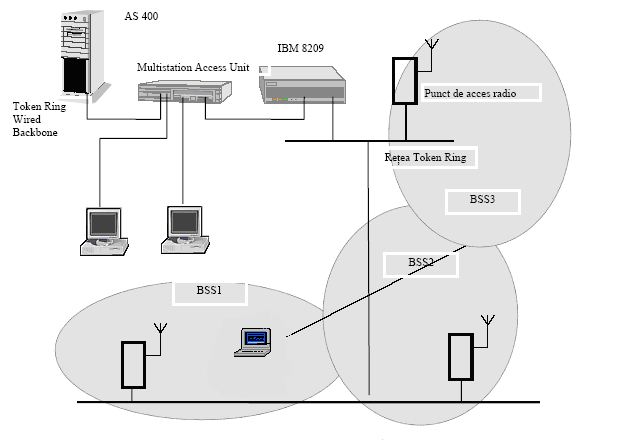 AS 400
IBM 8209
Multistation Access Unit
Punct de acces radio
Token Ring
Wired
Backbone
Rețea Token Ring
BSS3
BSS2
BSS1